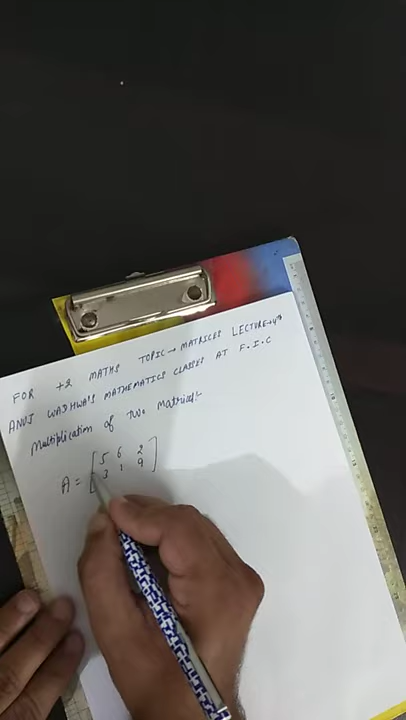 FOR +2 MATHS TOPIC → MATRICES LECTURE → 4th
ANUJ WADHWA'S MATHEMATICS CLASSES AT F.I.C
Multiplication of Two Matrices:-
A = [ 5 6 2
3 1 9 ]